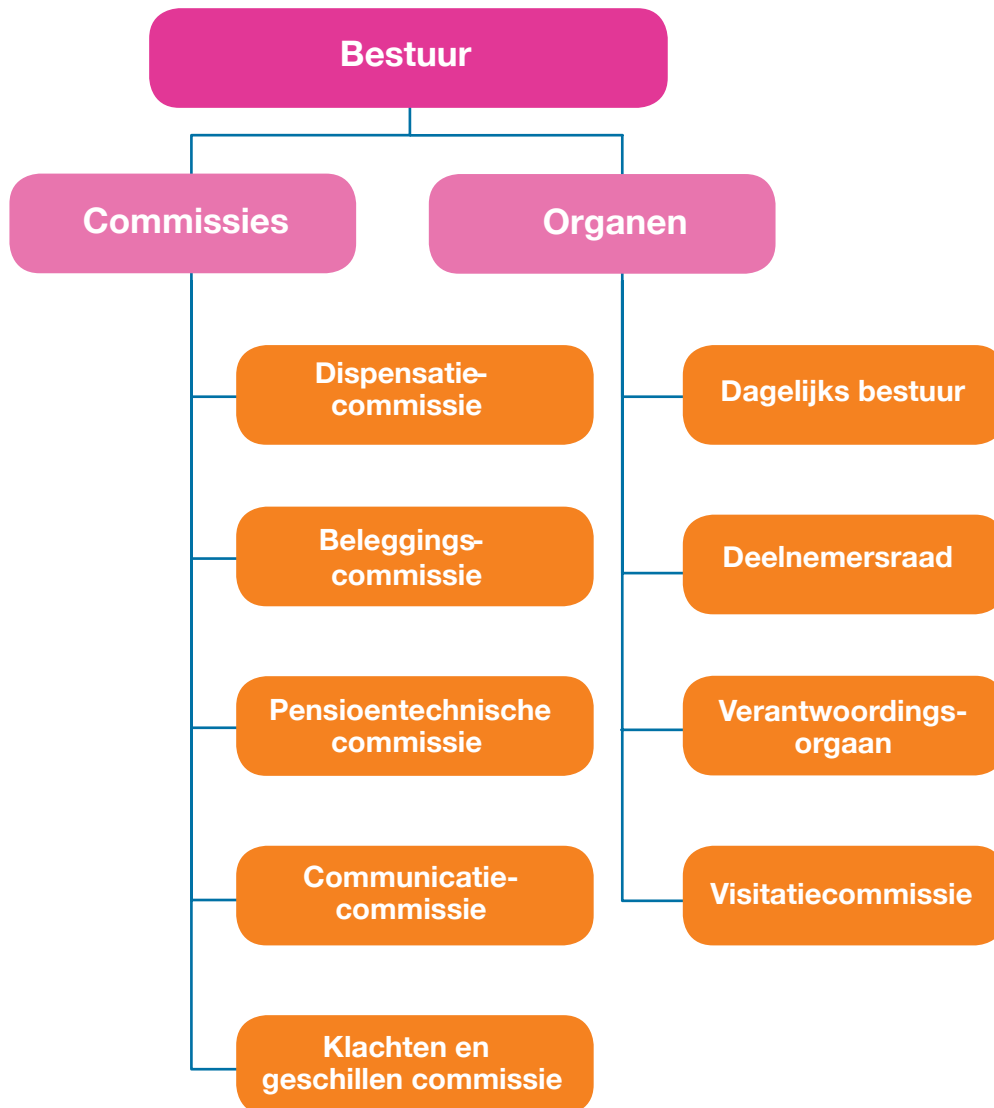 Bestuur
Commissies
Organen
Dispensatie-
commissie
Beleggings-
commissie
Pensioentechnische
commissie
Communicatie-
commissie
Klachten en
geschillen commissie
Dagelijks bestuur
Deelnemersraad
Verantwoordings-
orgaan
Visitatiecommissie